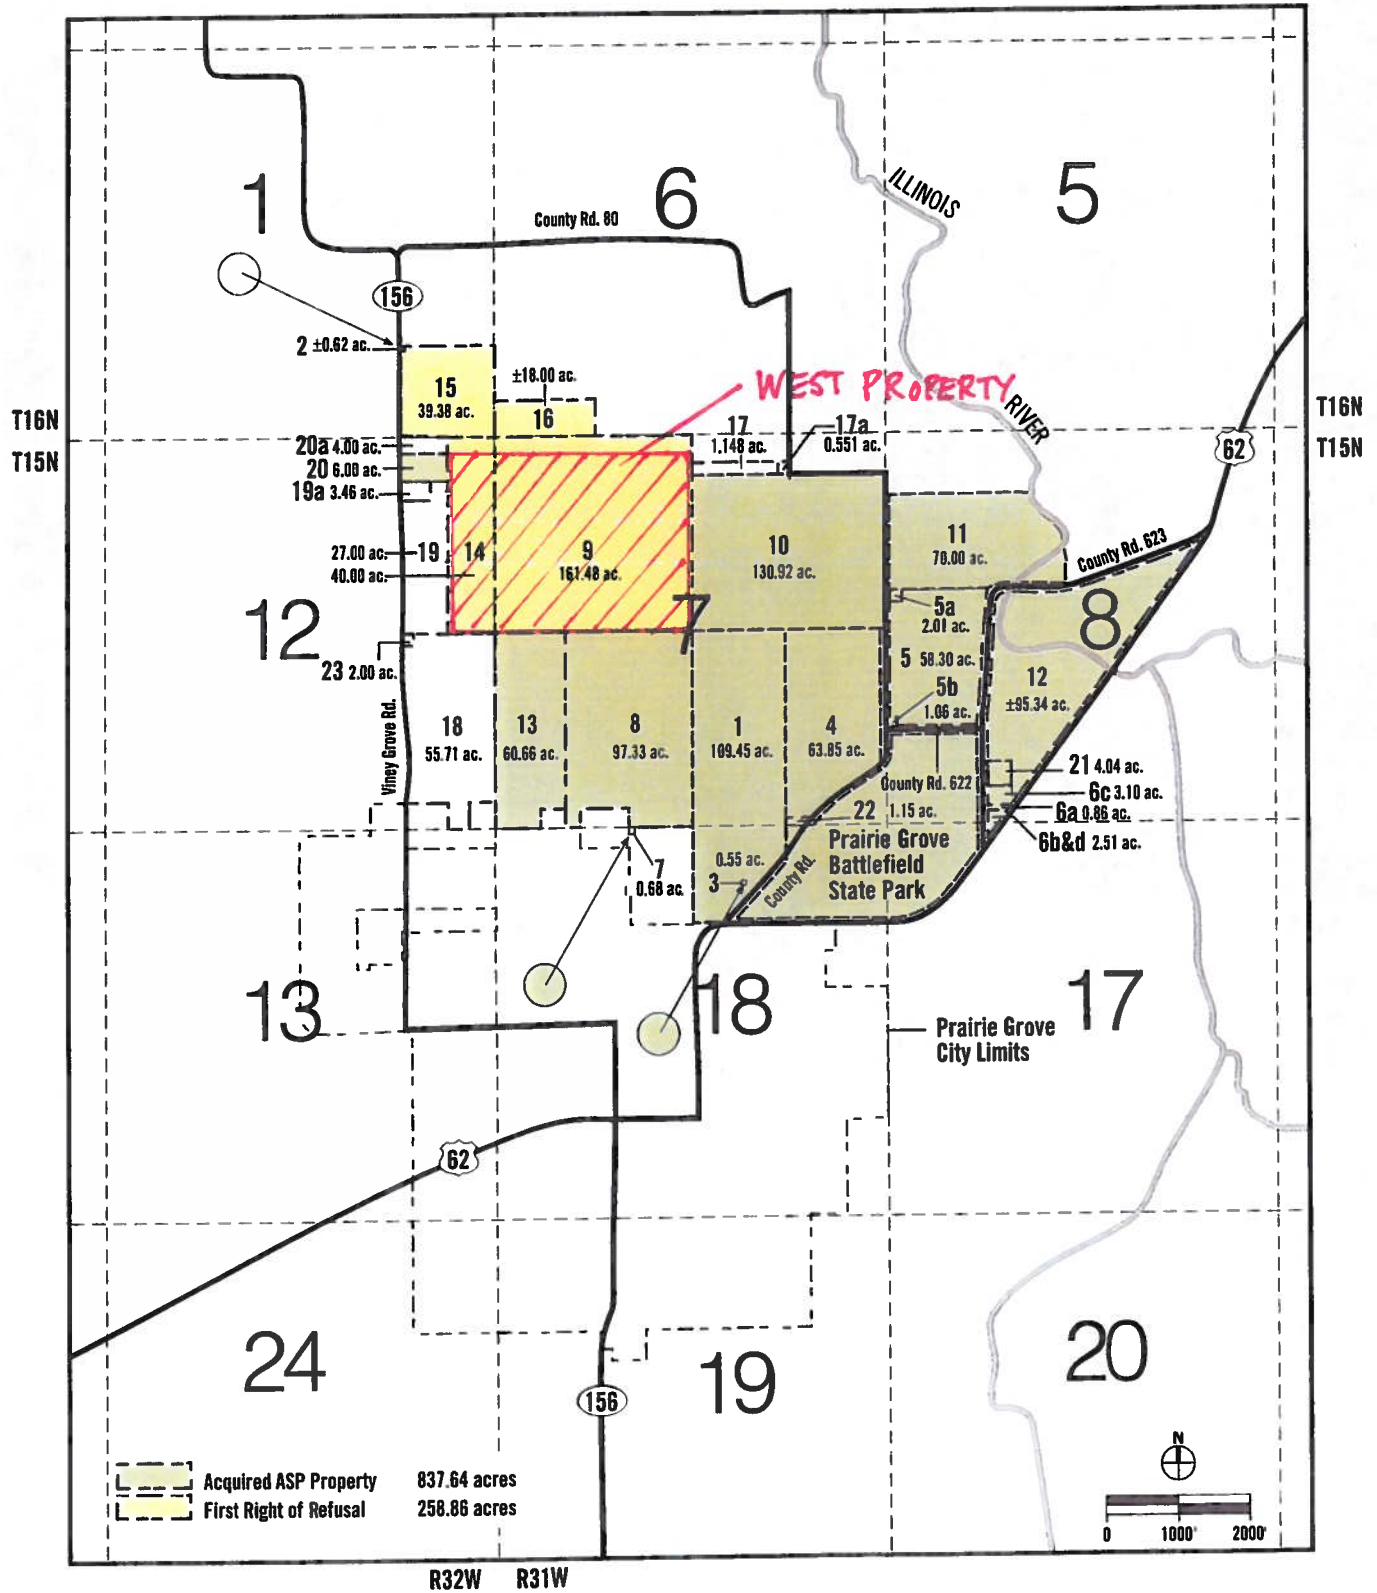 1
6
5
ILLINOIS
County Rd. 80
156
2 ±0.62 ac.
15
39.38 ac.
±18.00 ac.
16
WEST PROPERTY
RIVER
T16N
T15N
T16N
T15N
62
17
1.148 ac.
17a
0.551 ac.
20a 4.00 ac.
20 6.08 ac.
19a 3.46 ac.
27.00 ac.
19
40.00 ac.
14
9
161.48 ac.
10
130.92 ac.
11
70.00 ac.
County Rd. 623
12
7
8
5a
2.01 ac.
5 58.30 ac.
5b
1.06 ac.
12
±95.34 ac.
23 2.00 ac.
Viney Grove Rd.
18
55.71 ac.
13
60.66 ac.
8
97.33 ac.
1
109.45 ac.
4
63.85 ac.
County Rd. 622
21 4.04 ac.
6c 3.10 ac.
6a 0.86 ac.
6b&d 2.51 ac.
22 1.15 ac.
Prairie Grove
Battlefield
State Park
7
0.68 ac.
0.55 ac.
3
County Rd.
13
18
17
Prairie Grove
City Limits
62
24
19
20
156
N
Acquired ASP Property 837.64 acres
First Right of Refusal 258.86 acres
0 1000' 2000'
R32W R31W